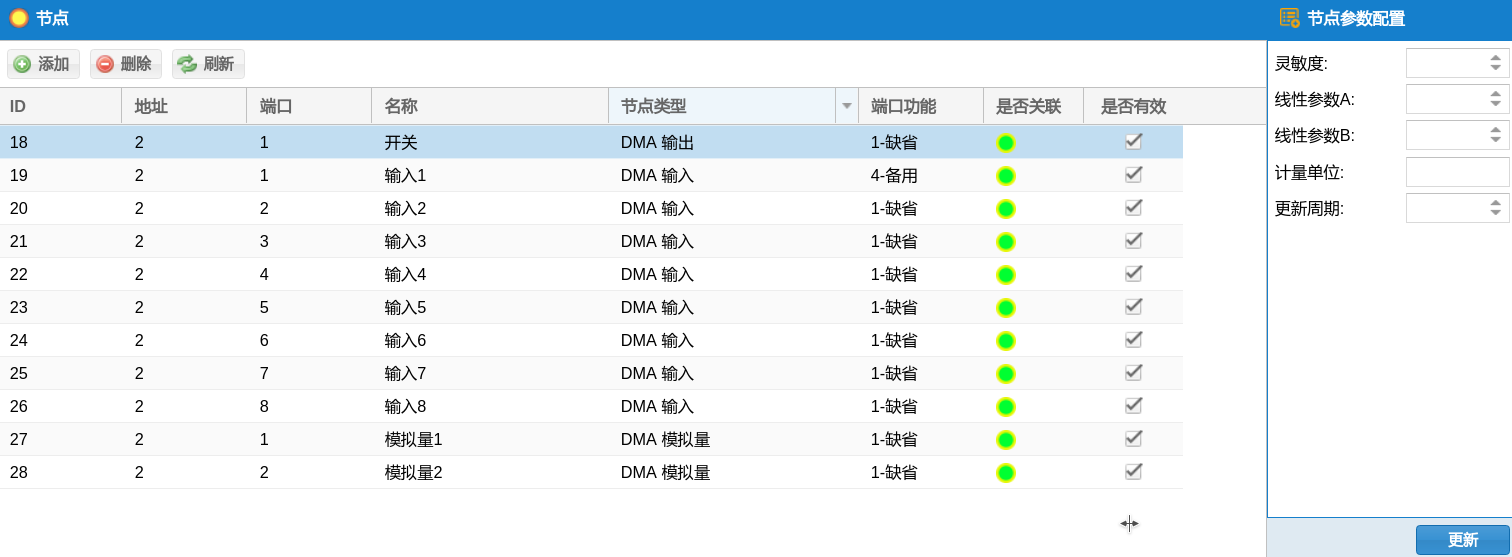 节点
节点参数配置
添加 删除 刷新
ID 地址 端口 名称 节点类型 端口功能 是否关联 是否有效
18 2 1 开关 DMA 输出 1-缺省
19 2 1 输入1 DMA 输入 4-备用
20 2 2 输入2 DMA 输入 1-缺省
21 2 3 输入3 DMA 输入 1-缺省
22 2 4 输入4 DMA 输入 1-缺省
23 2 5 输入5 DMA 输入 1-缺省
24 2 6 输入6 DMA 输入 1-缺省
25 2 7 输入7 DMA 输入 1-缺省
26 2 8 输入8 DMA 输入 1-缺省
27 2 1 模拟量1 DMA 模拟量 1-缺省
28 2 2 模拟量2 DMA 模拟量 1-缺省
灵敏度:
线性参数A:
线性参数B:
计量单位:
更新周期:
更新